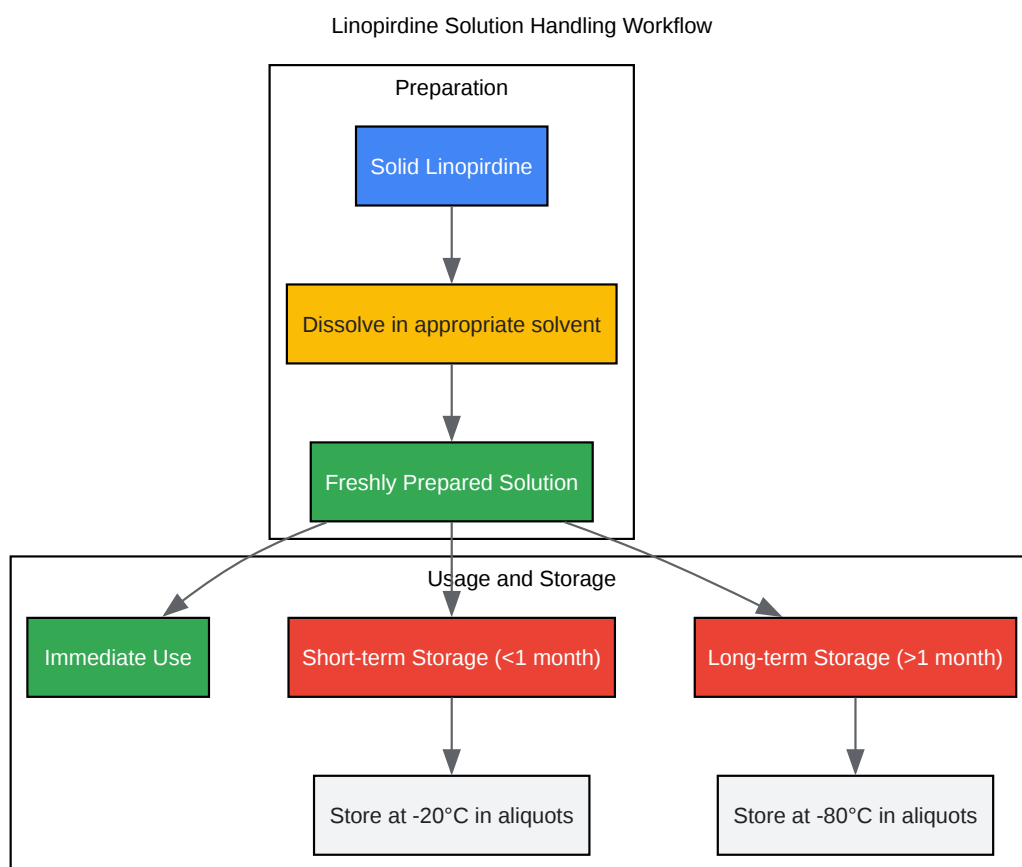 Linopirdine Solution Handling Workflow
Preparation
Solid Linopirdine
Dissolve in appropriate solvent
Freshly Prepared Solution
Usage and Storage
Immediate Use
Short-term Storage (<1 month)
Long-term Storage (>1 month)
Store at -20°C in aliquots
Store at -80°C in aliquots